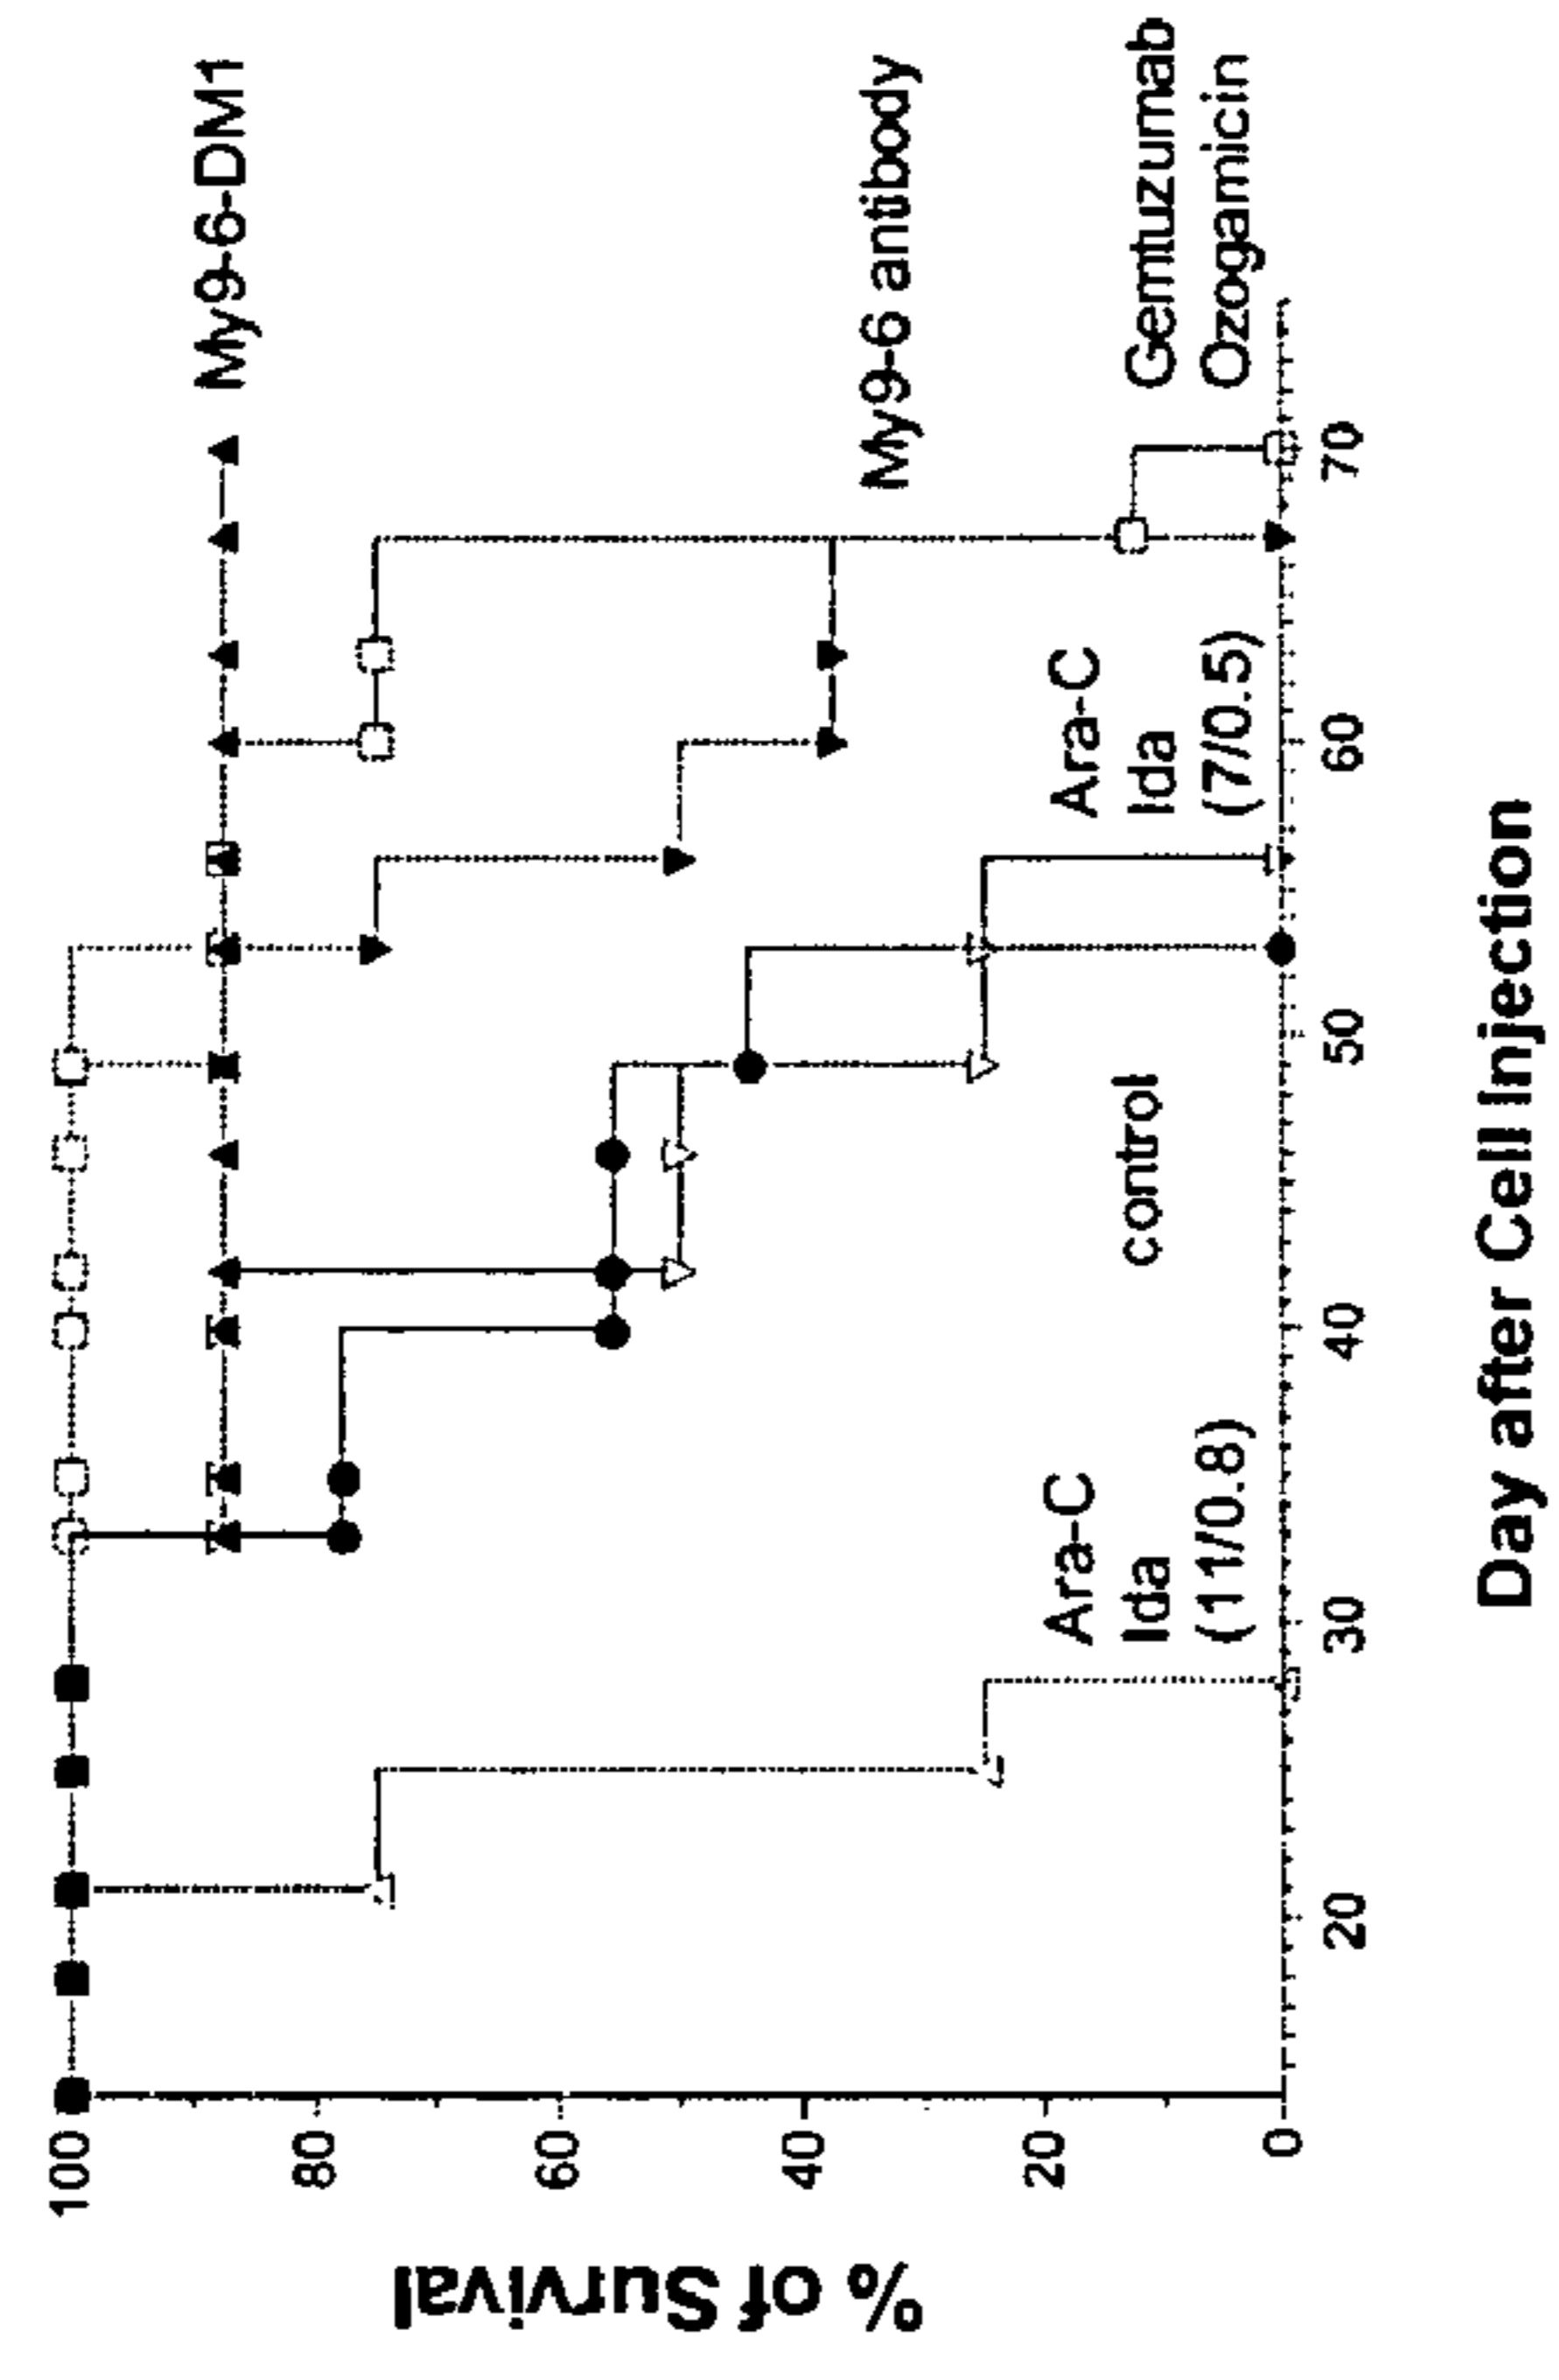 % of Survival
100
80
60
40
20
0
My9-6-DM1
My9-6 antibody
Gemtuzumab
Ozogamicin
Ara-C
Ida
(7/0.5)
control
Ara-C
Ida
(11/0.8)
20
30
40
50
60
70
Day after Cell Injection